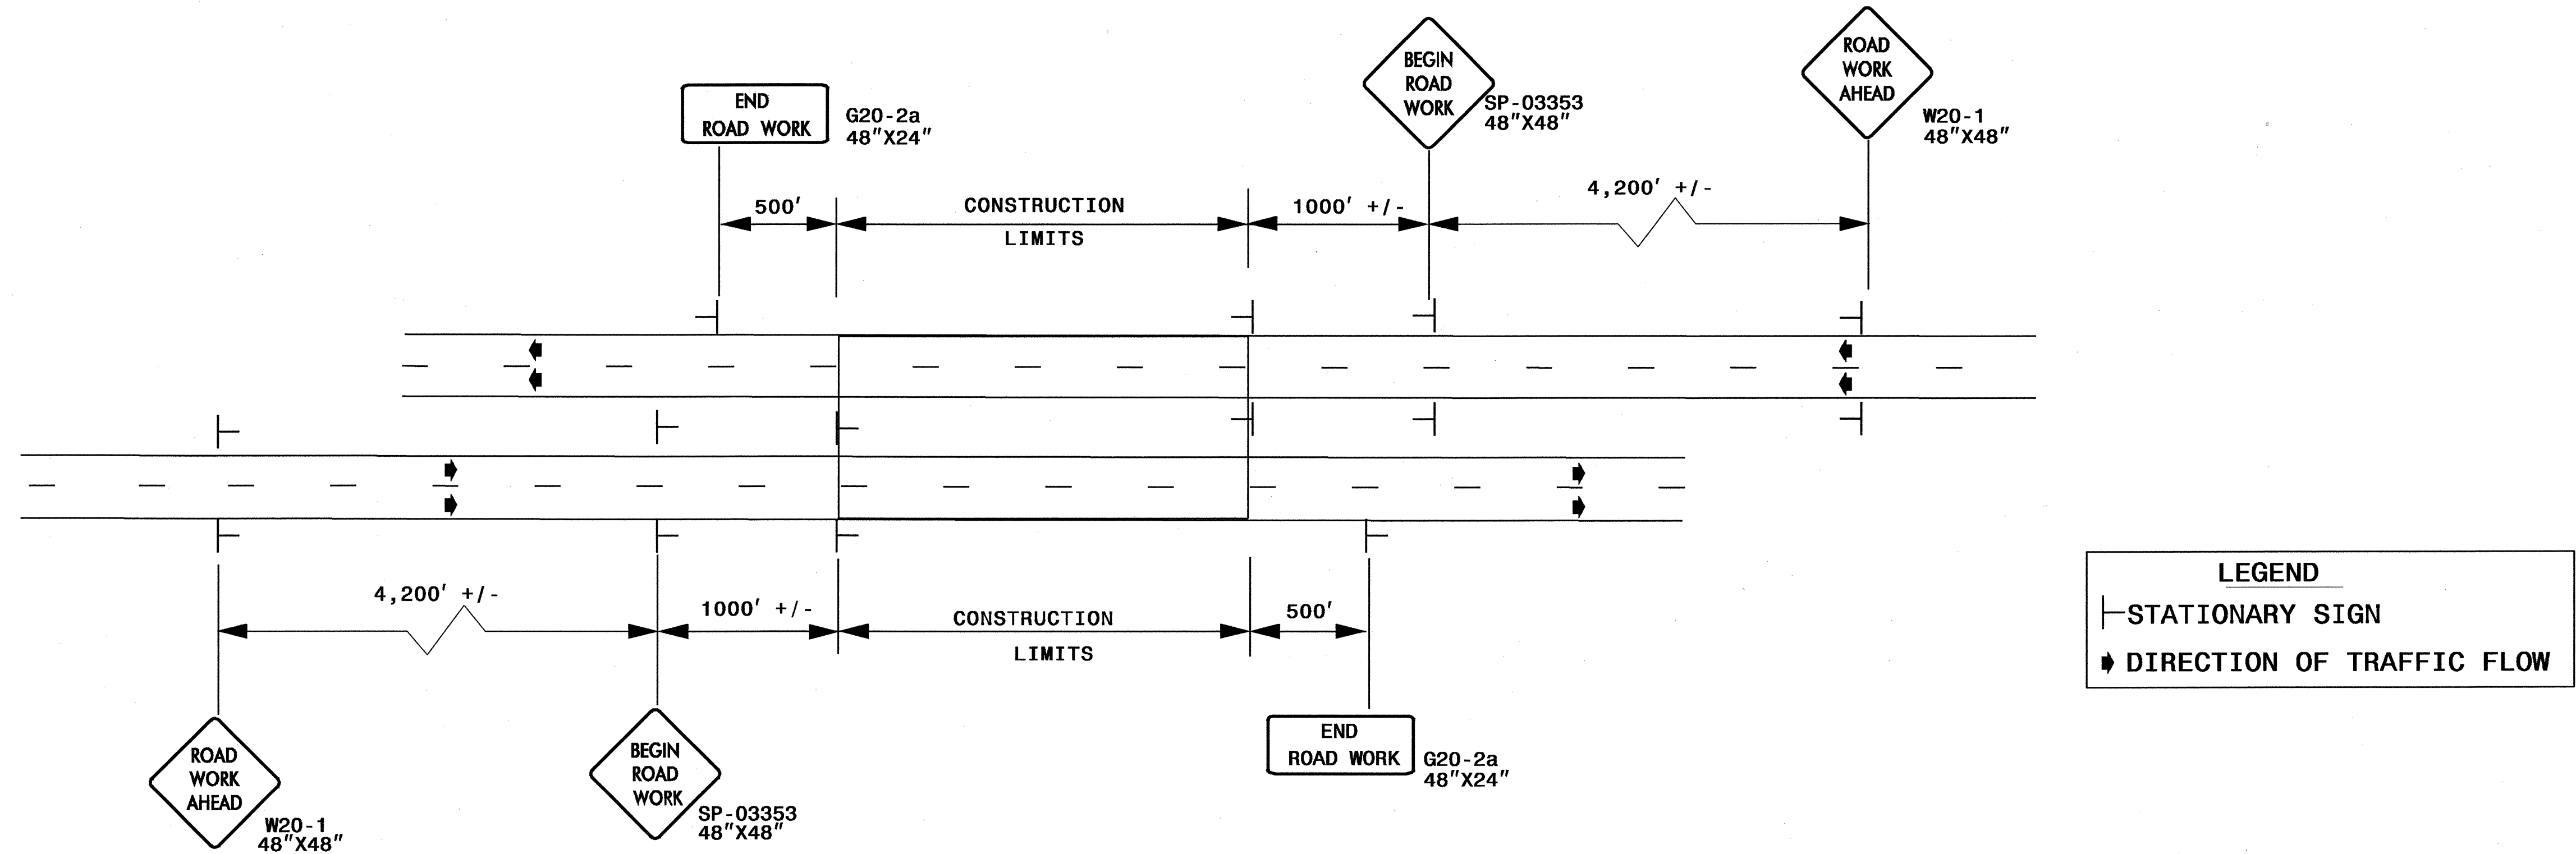 ROAD
WORK
AHEAD
W20-1
48"X48"
BEGIN
ROAD
WORK
SP-03353
48"X48"
END
ROAD WORK
G20-2a
48"X24"
500'
CONSTRUCTION
LIMITS
1000' +/-
4,200' +/-
4,200' +/-
1000' +/-
CONSTRUCTION
LIMITS
500'
LEGEND
STATIONARY SIGN
DIRECTION OF TRAFFIC FLOW
ROAD
WORK
AHEAD
W20-1
48"X48"
BEGIN
ROAD
WORK
SP-03353
48"X48"
END
ROAD WORK
G20-2a
48"X24"